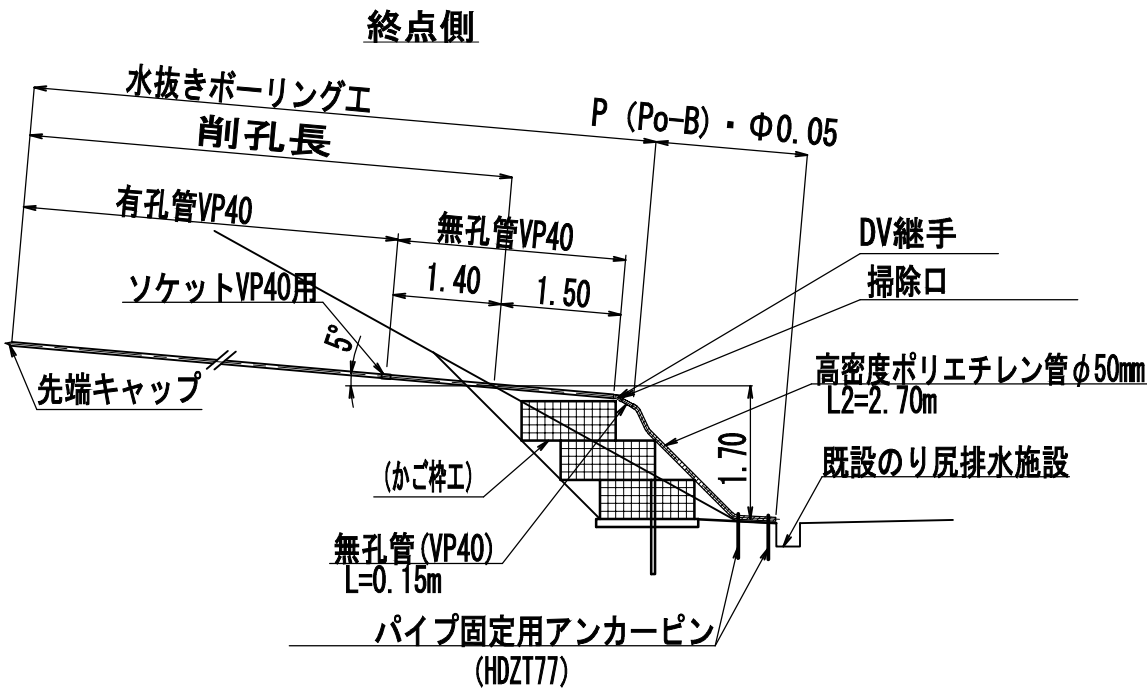 終点側
水抜きボーリング工
P (Po-B)・Φ0.05
削孔長
有孔管VP40
無孔管VP40
DV継手
ソケットVP40用
1.40
1.50
掃除口
5°
先端キャップ
高密度ポリエチレン管φ50mm
L2=2.70m
1.70
(かご枠工)
既設のり尻排水施設
無孔管(VP40)
L=0.15m
パイプ固定用アンカーピン
(HDZT77)